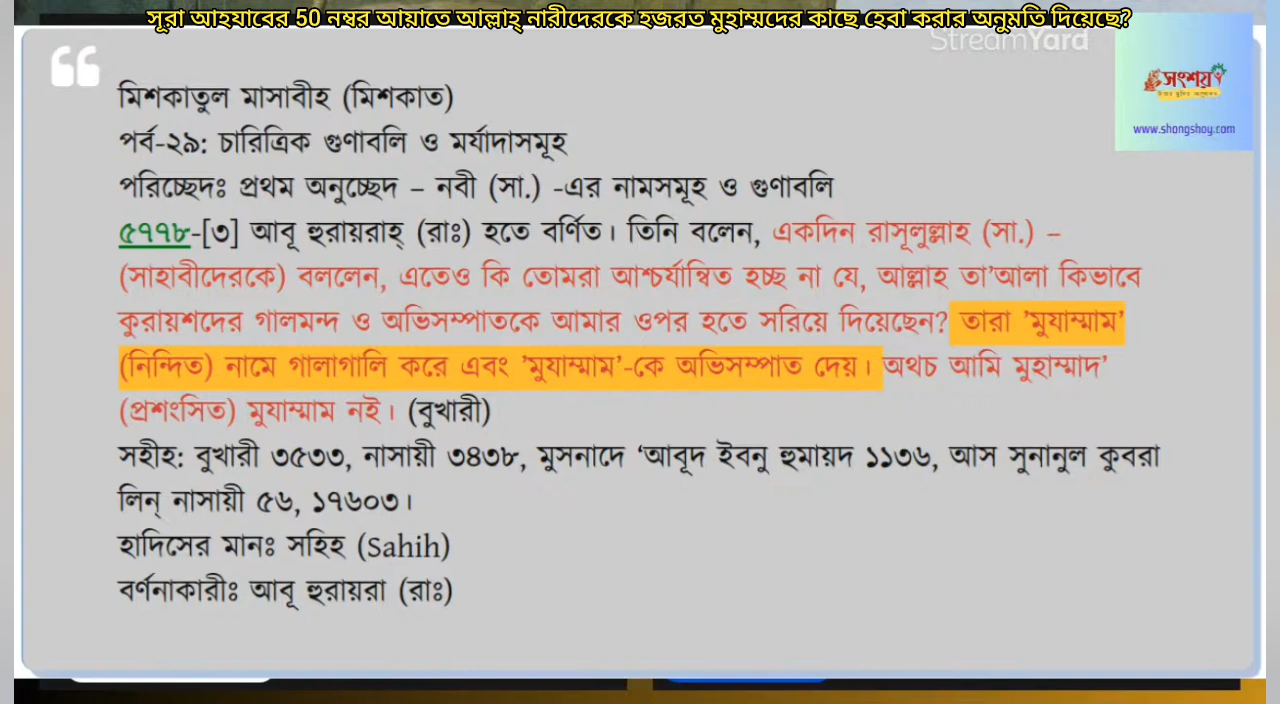 সূরা আহযাবের 50 নম্বর আয়াতে আল্লাহ্ নারীদেরকে হজরত মুহাম্মদের কাছে হেবা করার অনুমতি দিয়েছে?
StreamYard
সংশয়
www.shongshoy.com
মিশকাতুল মাসাবীহ (মিশকাত)
পর্ব-২৯: চারিত্রিক গুণাবলি ও মর্যাদাসমূহ
পরিচ্ছেদঃ প্রথম অনুচ্ছেদ – নবী (সা.) -এর নামসমূহ ও গুণাবলি
৫৭৭৮-[৩] আবূ হুরায়রাহ্ (রাঃ) হতে বর্ণিত। তিনি বলেন, একদিন রাসূলুল্লাহ (সা.) –
(সাহাবীদেরকে) বললেন, এতেও কি তোমরা আশ্চর্যান্বিত হচ্ছ না যে, আল্লাহ তা’আলা কিভাবে
কুরায়শদের গালমন্দ ও অভিসম্পাতকে আমার ওপর হতে সরিয়ে দিয়েছেন? তারা ’মুযাম্মাম’
(নিন্দিত) নামে গালাগালি করে এবং ’মুযাম্মাম’-কে অভিসম্পাত দেয়। অথচ আমি মুহাম্মাদ’
(প্রশংসিত) মুযাম্মাম নই। (বুখারী)
সহীহ: বুখারী ৩৫৩৩, নাসায়ী ৩৪৩৮, মুসনাদে ‘আবূদ ইবনু হুমায়দ ১১৩৬, আস সুনানুল কুবরা
লিন্ নাসায়ী ৫৬, ১৭৬০৩।
হাদিসের মানঃ সহিহ (Sahih)
বর্ণনাকারীঃ আবূ হুরায়রা (রাঃ)